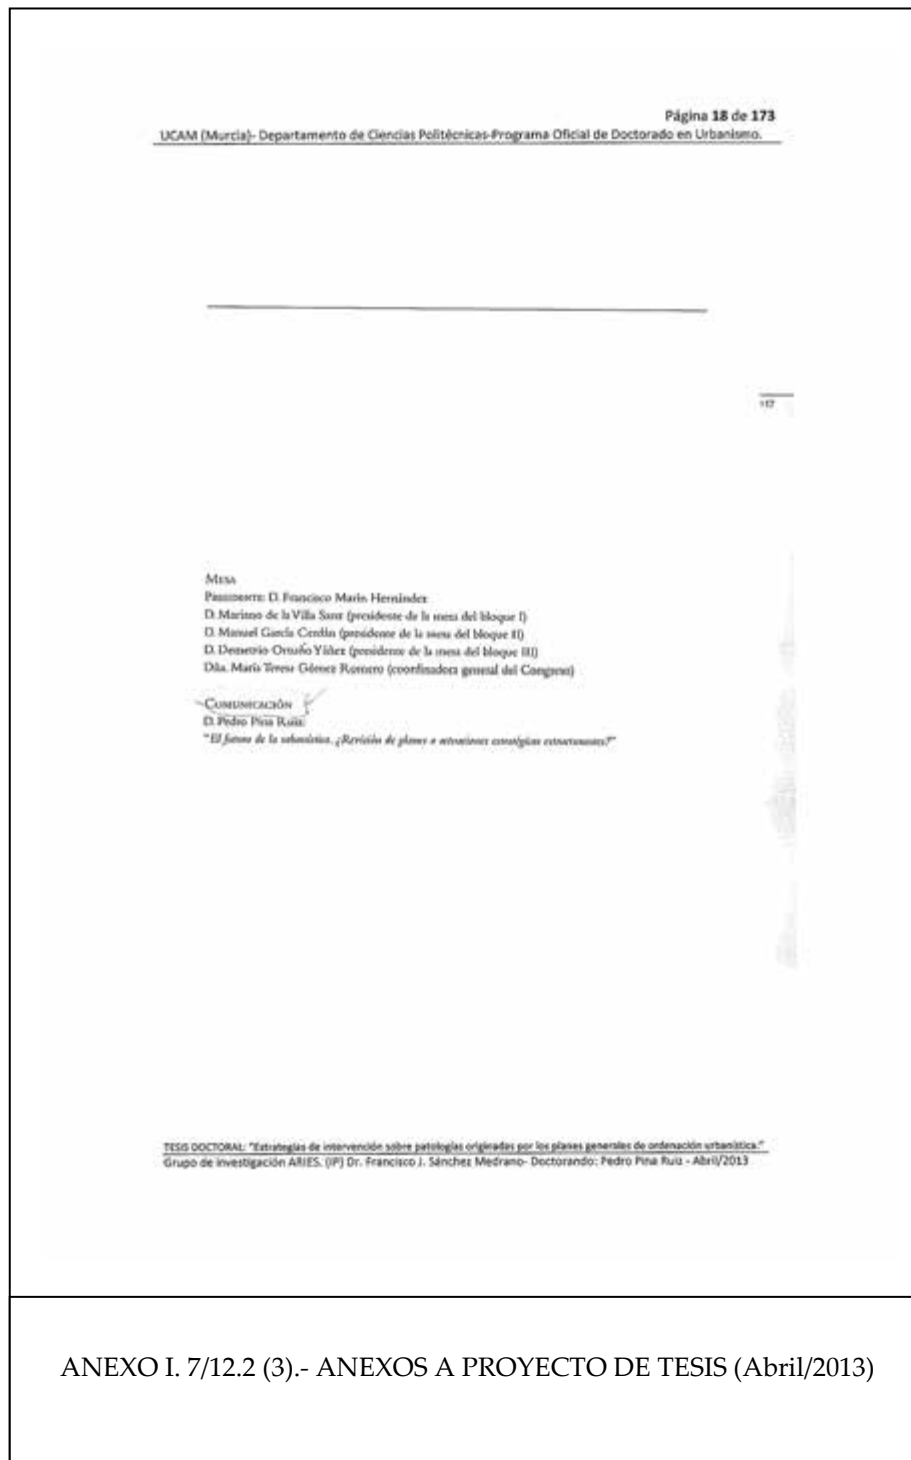 Página 18 de 173
UCAM (Murcia)- Departamento de Ciencias Politécnicas-Programa Oficial de Doctorado en Urbanismo.
MESA
PRESIDENTE: D. Francisco Marín Hernández
D. Mariano de la Villa Sanz (presidente de la mesa del bloque I)
D. Manuel García Cerdán (presidente de la mesa del bloque II)
D. Demetrio Ortuño Yáñez (presidente de la mesa del bloque III)
Dña. María Teresa Gómez Romero (coordinadora general del Congreso)
COMUNICACIÓN
D. Pedro Pina Ruiz
"El futuro de la urbanística. ¿Revisión de planes o actuaciones estratégicas estructurantes?"
TESIS DOCTORAL: "Estrategias de intervención sobre patologías originadas por los planes generales de ordenación urbanística."
Grupo de investigación ARIES. (IP) Dr. Francisco J. Sánchez Medrano- Doctorando: Pedro Pina Ruiz - Abril/2013
ANEXO I. 7/12.2 (3).- ANEXOS A PROYECTO DE TESIS (Abril/2013)